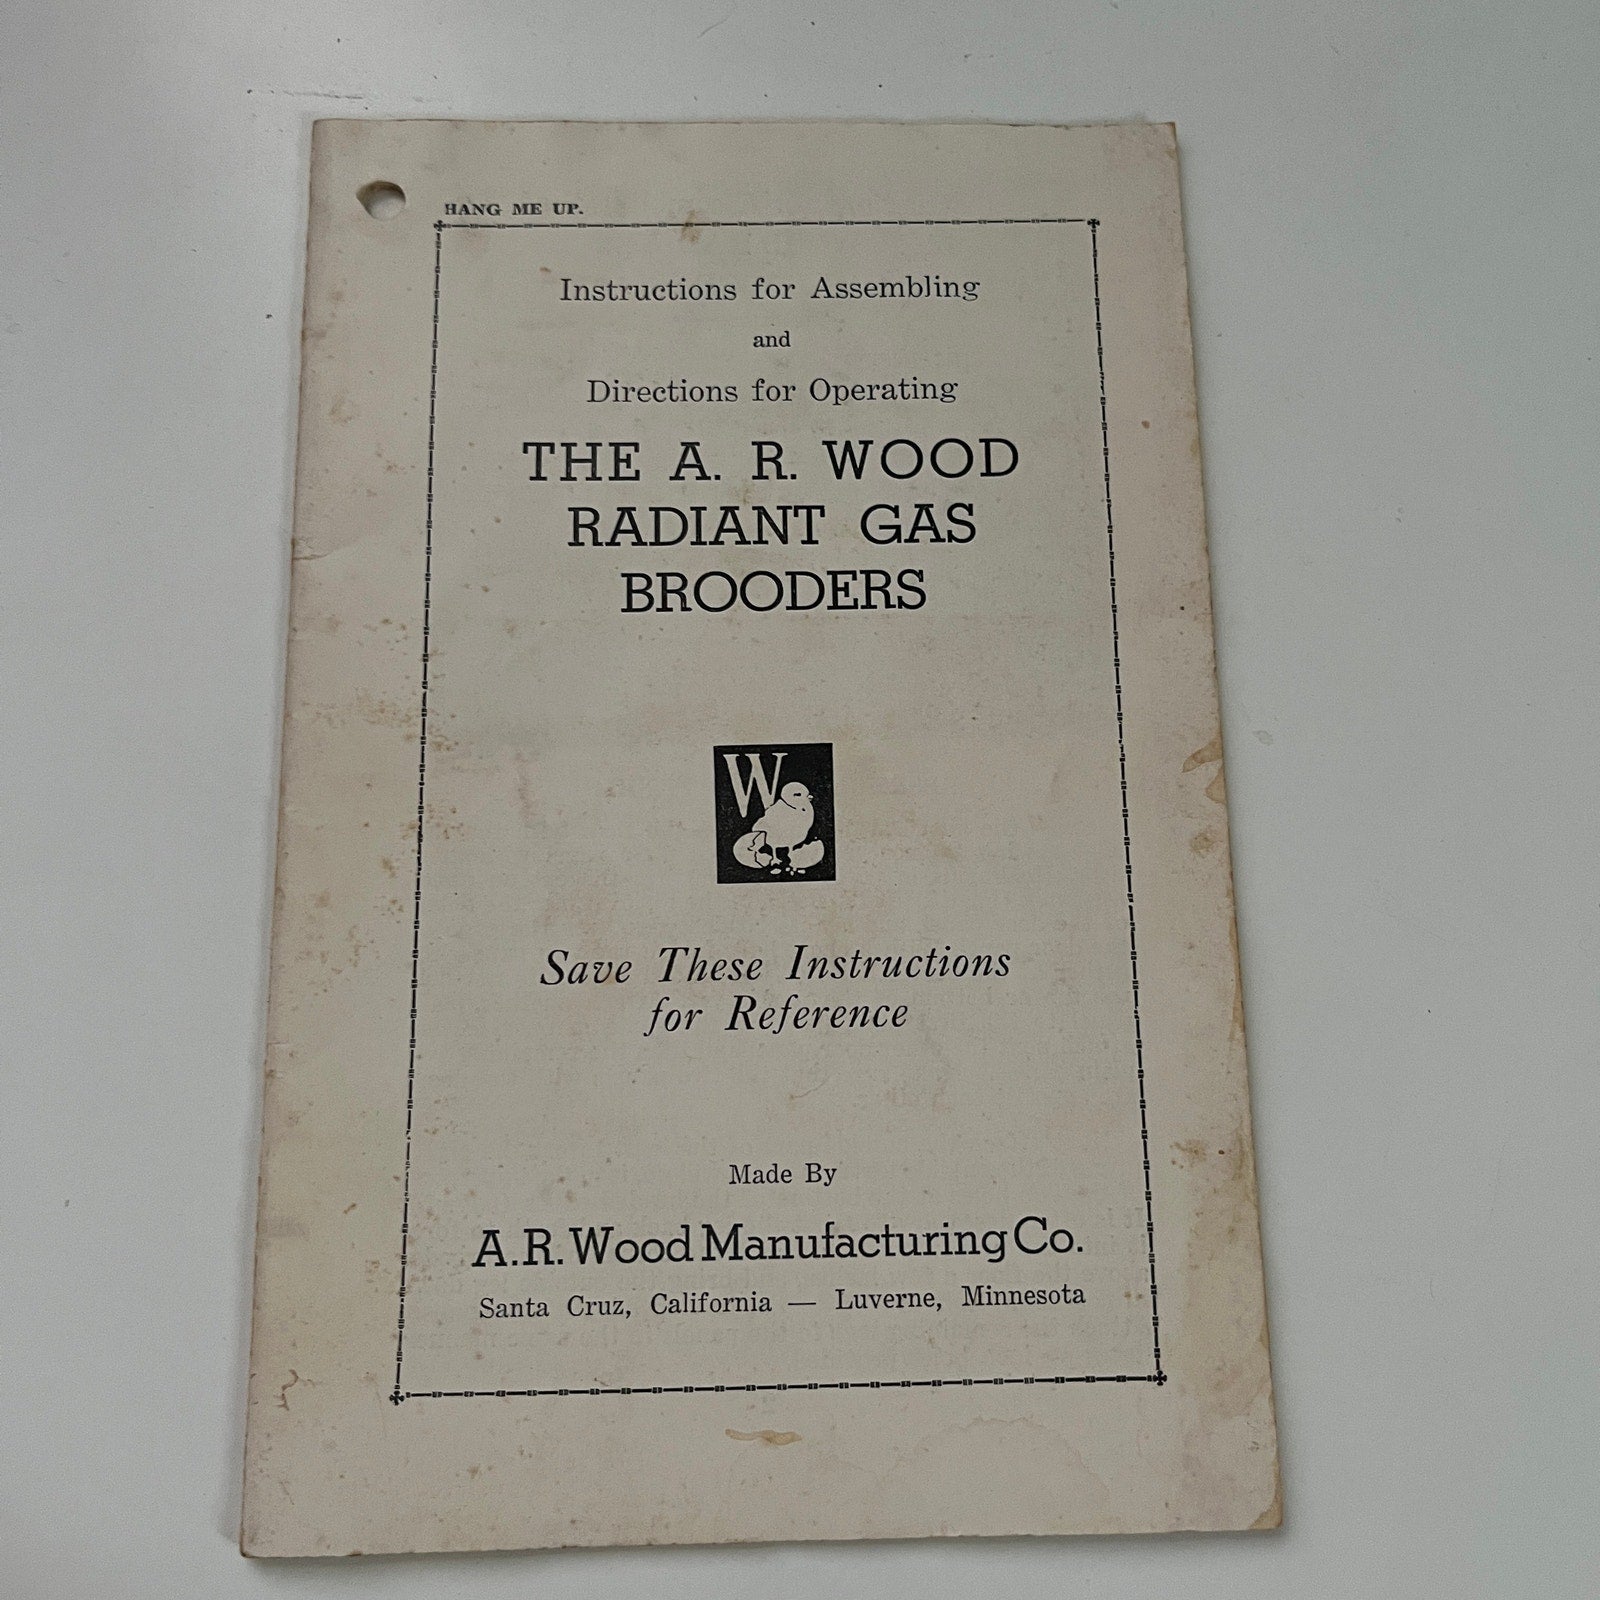 HANG ME UP.
Instructions for Assembling
and
Directions for Operating
THE A. R. WOOD
RADIANT GAS
BROODERS
W
Save These Instructions
for Reference
Made By
A.R. Wood Manufacturing Co.
Santa Cruz, California — Luverne, Minnesota